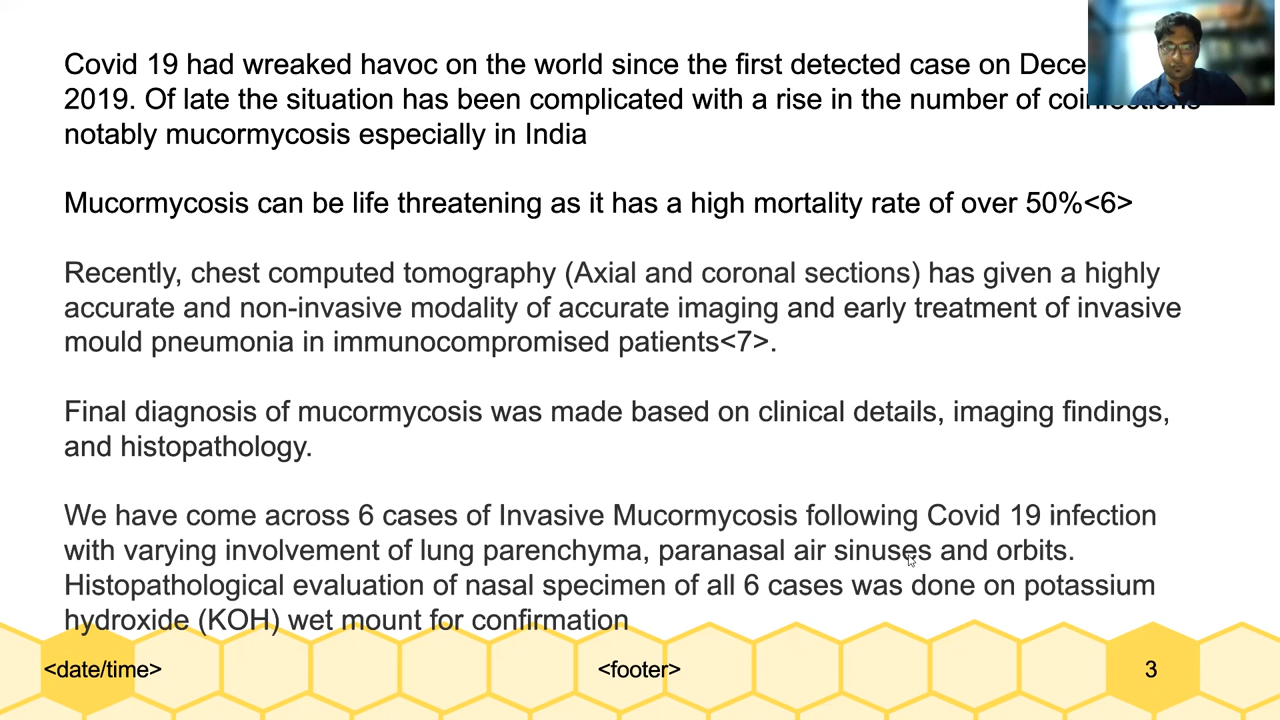 Covid 19 had wreaked havoc on the world since the first detected case on Dece
2019. Of late the situation has been complicated with a rise in the number of coinfections
notably mucormycosis especially in India
Mucormycosis can be life threatening as it has a high mortality rate of over 50%<6>
Recently, chest computed tomography (Axial and coronal sections) has given a highly
accurate and non-invasive modality of accurate imaging and early treatment of invasive
mould pneumonia in immunocompromised patients<7>.
Final diagnosis of mucormycosis was made based on clinical details, imaging findings,
and histopathology.
We have come across 6 cases of Invasive Mucormycosis following Covid 19 infection
with varying involvement of lung parenchyma, paranasal air sinuses and orbits.
Histopathological evaluation of nasal specimen of all 6 cases was done on potassium
hydroxide (KOH) wet mount for confirmation
<date/time>
<footer>
3